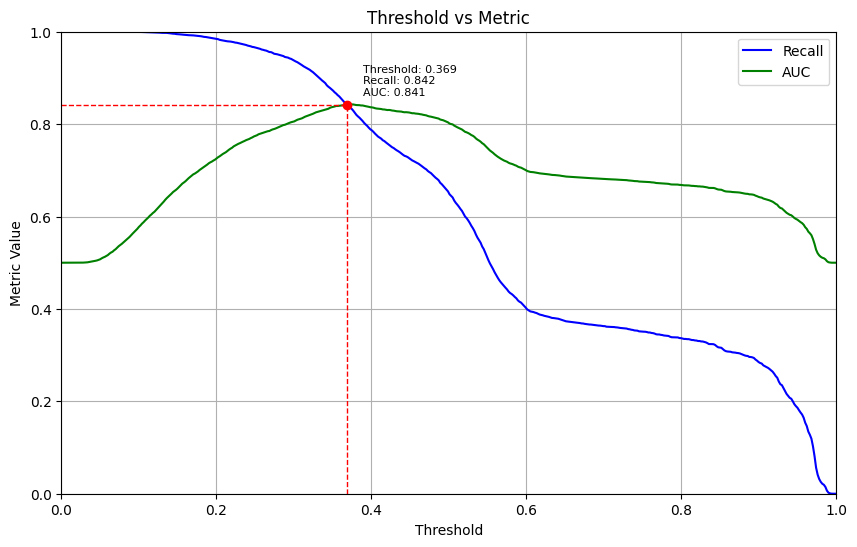 Threshold vs Metric
Recall
AUC
Threshold: 0.369
Recall: 0.842
AUC: 0.841
Metric Value
1.0
0.8
0.6
0.4
0.2
0.0
0.0 0.2 0.4 0.6 0.8 1.0
Threshold